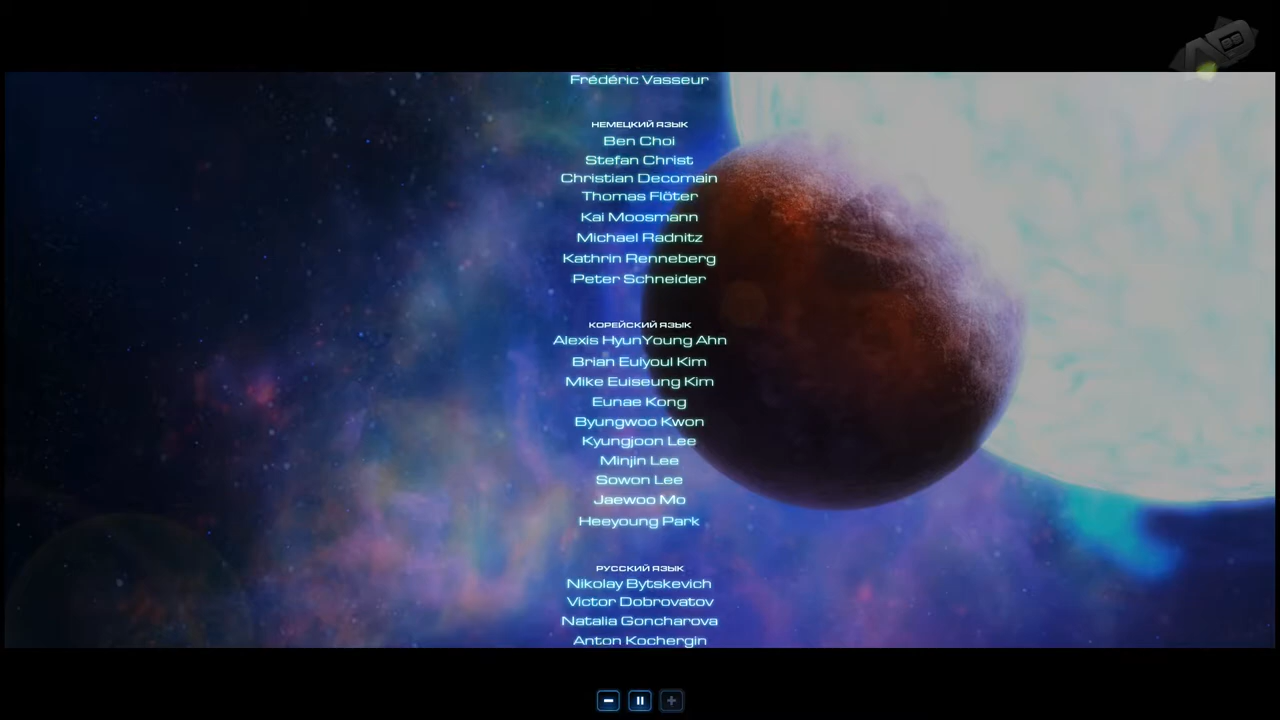 Frédéric Vasseur
НЕМЕЦКИЙ ЯЗЫК
Ben Choi
Stefan Christ
Christian Decomain
Thomas Flöter
Kai Moosmann
Michael Radnitz
Kathrin Renneberg
Peter Schneider
КОРЕЙСКИЙ ЯЗЫК
Alexis HyunYoung Ahn
Brian Euiyoul Kim
Mike Euiseung Kim
Eunae Kong
Byungwoo Kwon
Kyungjoon Lee
Minjin Lee
Sowon Lee
Jaewoo Mo
Heeyoung Park
РУССКИЙ ЯЗЫК
Nikolay Bytskevich
Victor Dobrovatov
Natalia Goncharova
Anton Kochergin